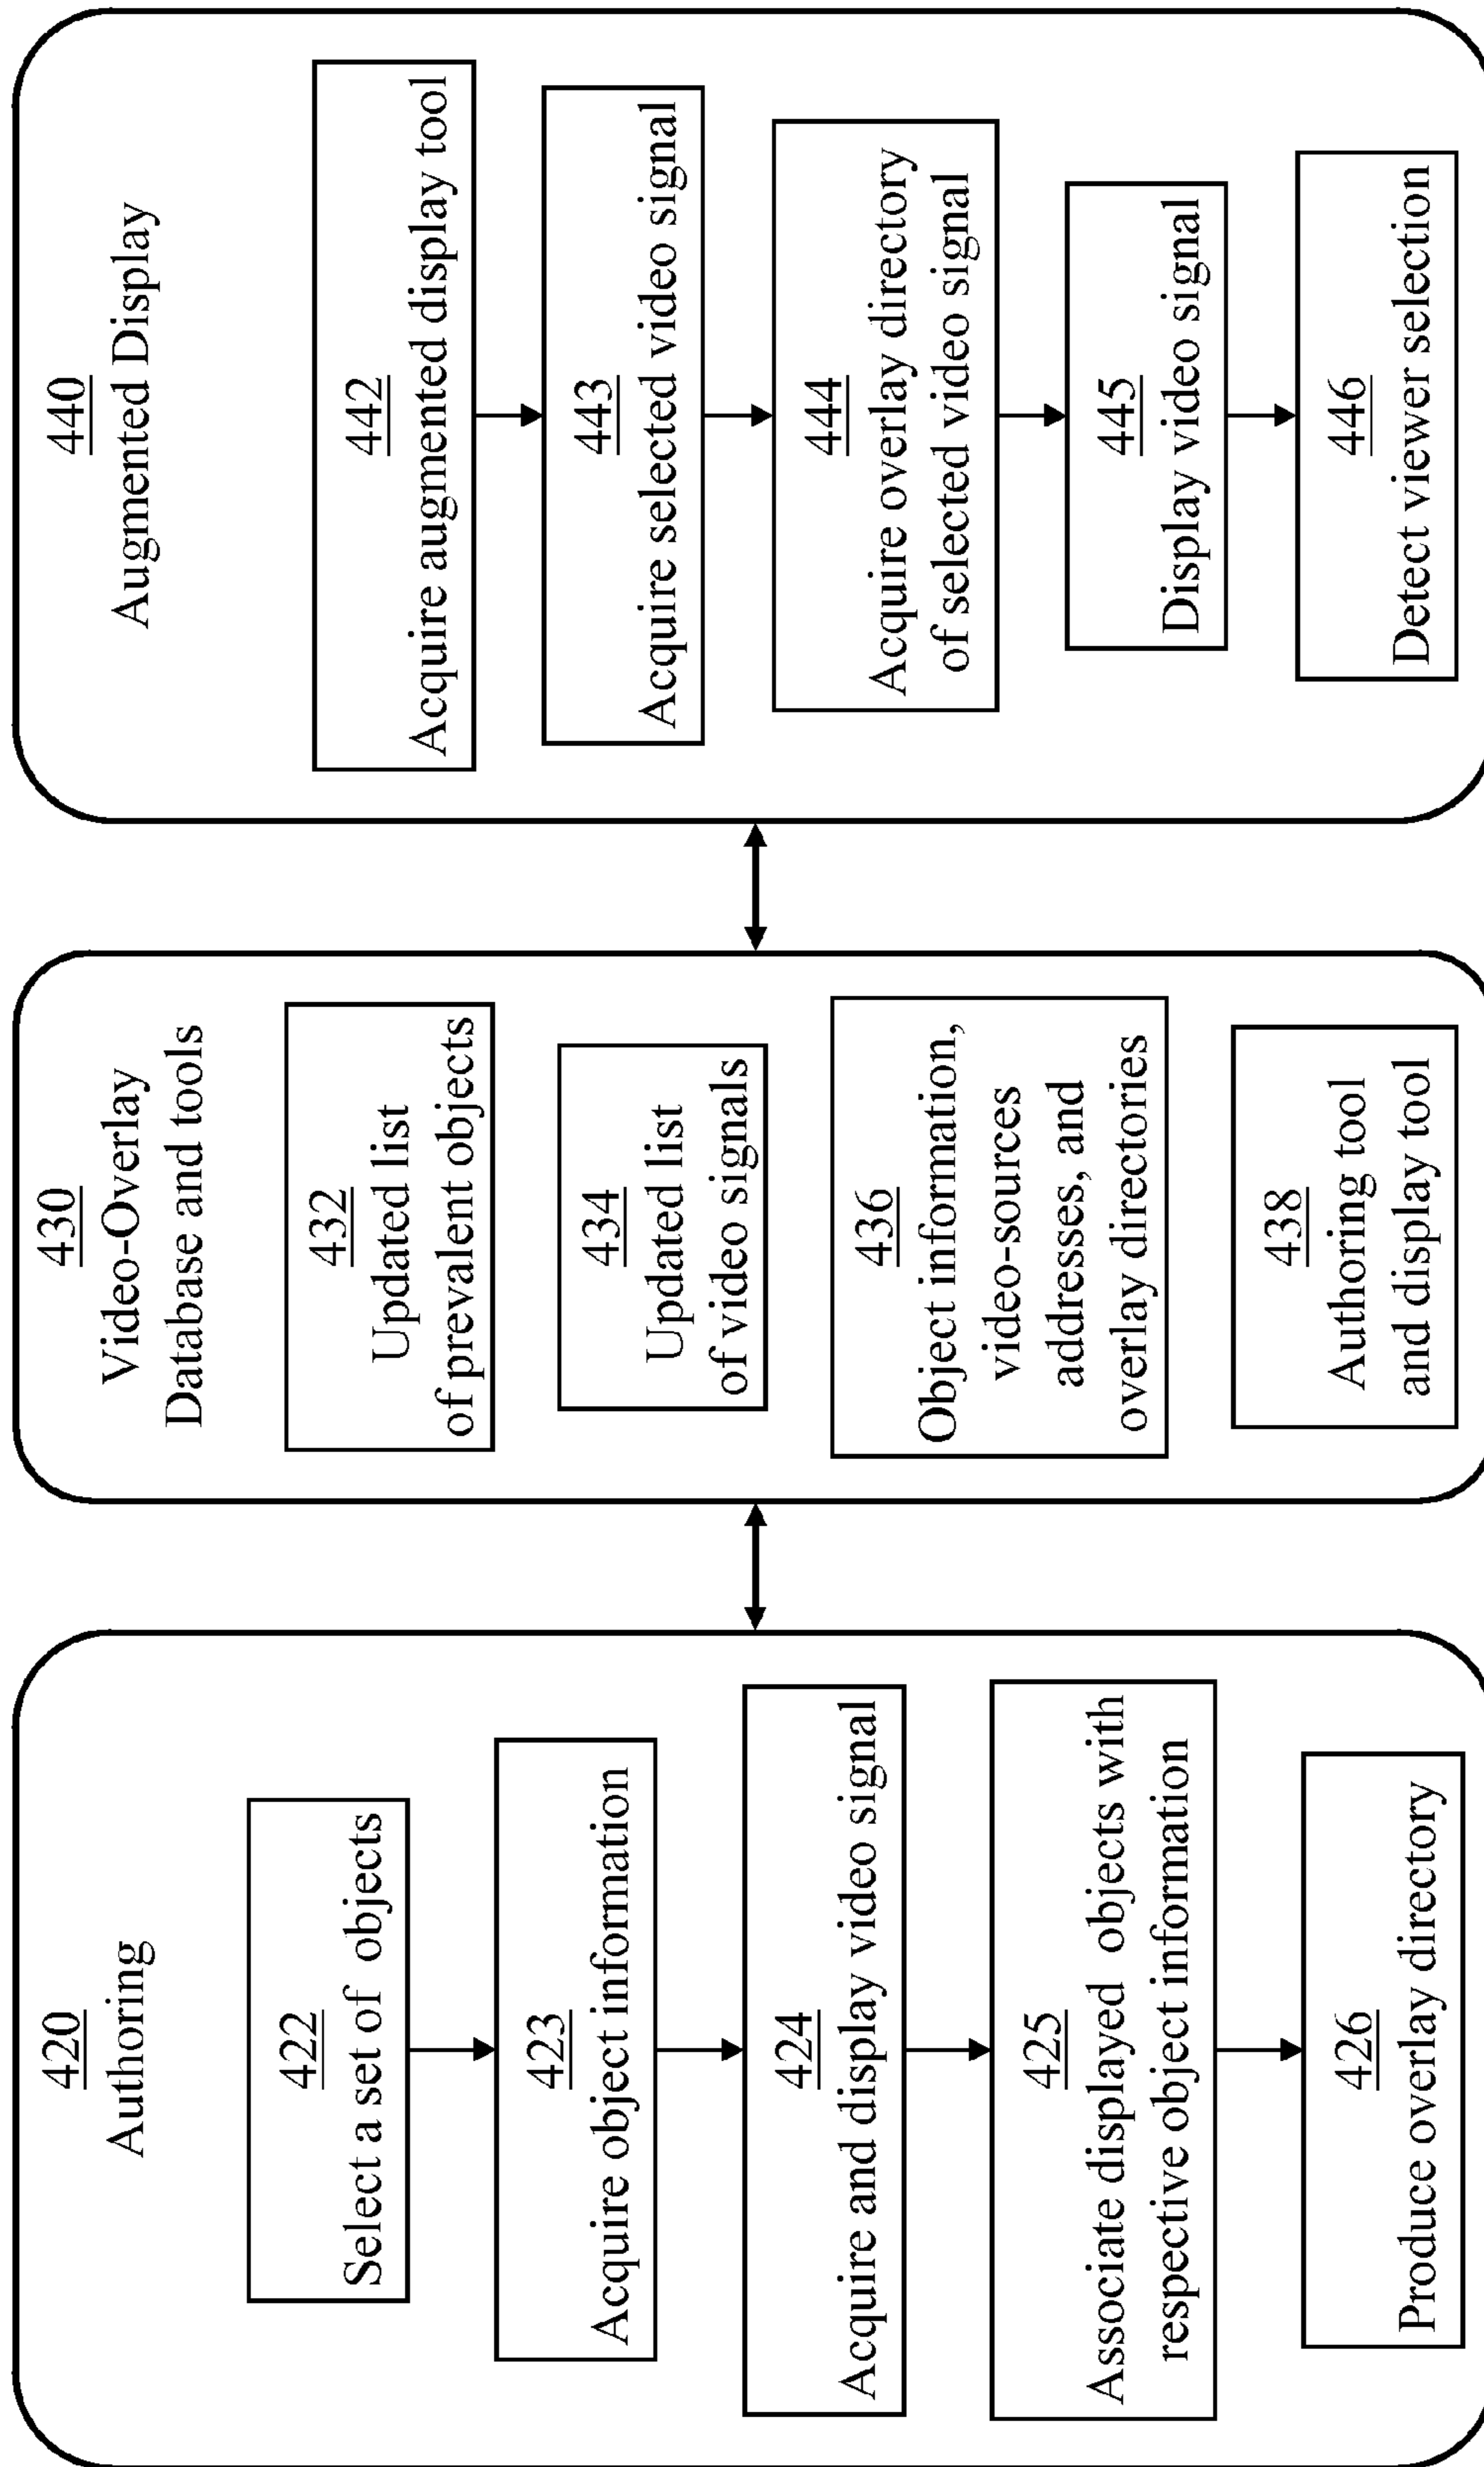 420
Authoring
422
Select a set of objects
423
Acquire object information
424
Acquire and display video signal
425
Associate displayed objects with
respective object information
426
Produce overlay directory
430
Video-Overlay
Database and tools
432
Updated list
of prevalent objects
434
Updated list
of video signals
436
Object information,
video-sources
addresses, and
overlay directories
438
Authoring tool
and display tool
440
Augmented Display
442
Acquire augmented display tool
443
Acquire selected video signal
444
Acquire overlay directory
of selected video signal
445
Display video signal
446
Detect viewer selection